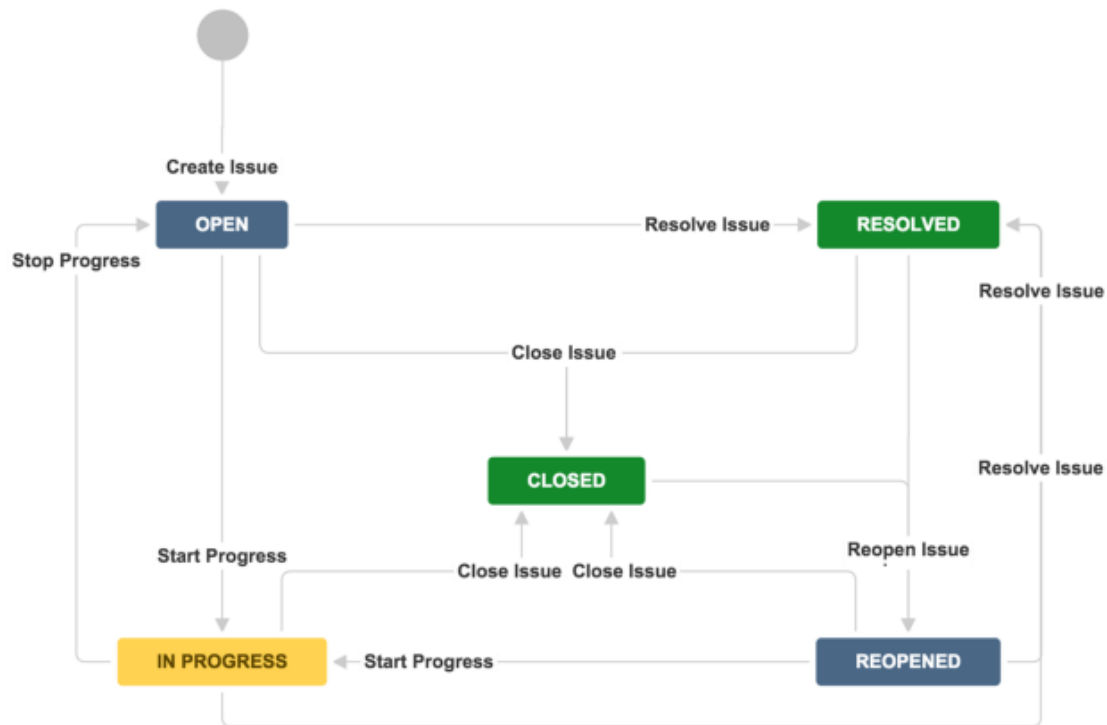 Create Issue
OPEN
Resolve Issue
RESOLVED
Stop Progress
Resolve Issue
Close Issue
CLOSED
Resolve Issue
Start Progress
Reopen Issue
Close Issue
Close Issue
IN PROGRESS
Start Progress
REOPENED